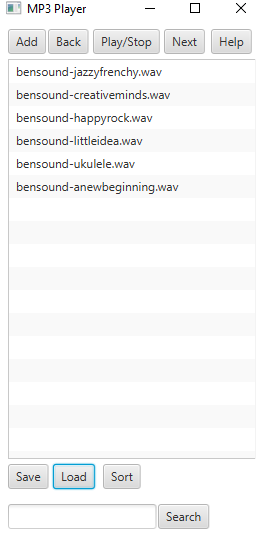 MP3 Player
Add Back Play/Stop Next Help
bensound-jazzyfrenchy.wav
bensound-creativeminds.wav
bensound-happyrock.wav
bensound-littleidea.wav
bensound-ukulele.wav
bensound-anewbeginning.wav
Save Load Sort
Search